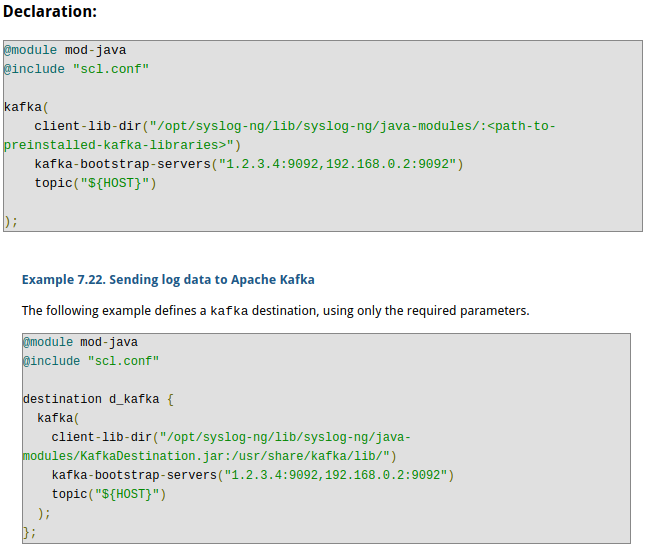 Declaration:
@module mod-java
@include "scl.conf"
kafka(
client-lib-dir("/opt/syslog-ng/lib/syslog-ng/java-modules/:<path-to-
preinstalled-kafka-libraries>")
kafka-bootstrap-servers("1.2.3.4:9092,192.168.0.2:9092")
topic("${HOST}")
);
Example 7.22. Sending log data to Apache Kafka
The following example defines a kafka destination, using only the required parameters.
@module mod-java
@include "scl.conf"
destination d_kafka {
kafka(
client-lib-dir("/opt/syslog-ng/lib/syslog-ng/java-
modules/KafkaDestination.jar:/usr/share/kafka/lib/")
kafka-bootstrap-servers("1.2.3.4:9092,192.168.0.2:9092")
topic("${HOST}")
);
};